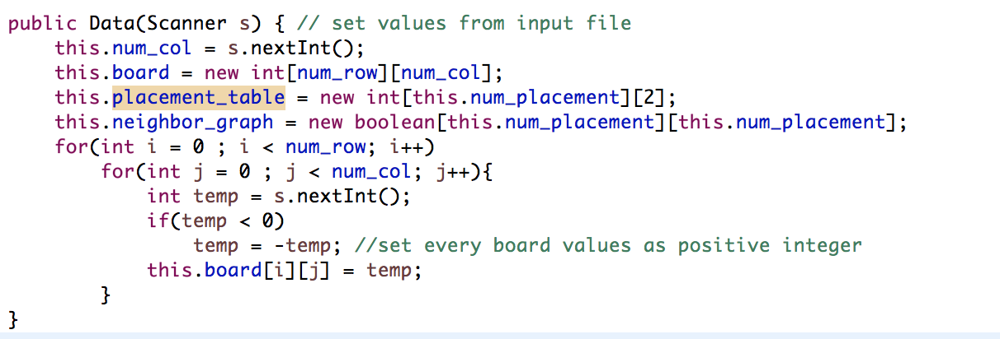 public Data(Scanner s) { // set values from input file
    this.num_col = s.nextInt();
    this.board = new int[num_row][num_col];
    this.placement_table = new int[this.num_placement][2];
    this.neighbor_graph = new boolean[this.num_placement][this.num_placement];
    for(int i = 0 ; i < num_row; i++)
        for(int j = 0 ; j < num_col; j++){
            int temp = s.nextInt();
            if(temp < 0)
                temp = -temp; //set every board values as positive integer
            this.board[i][j] = temp;
        }
}